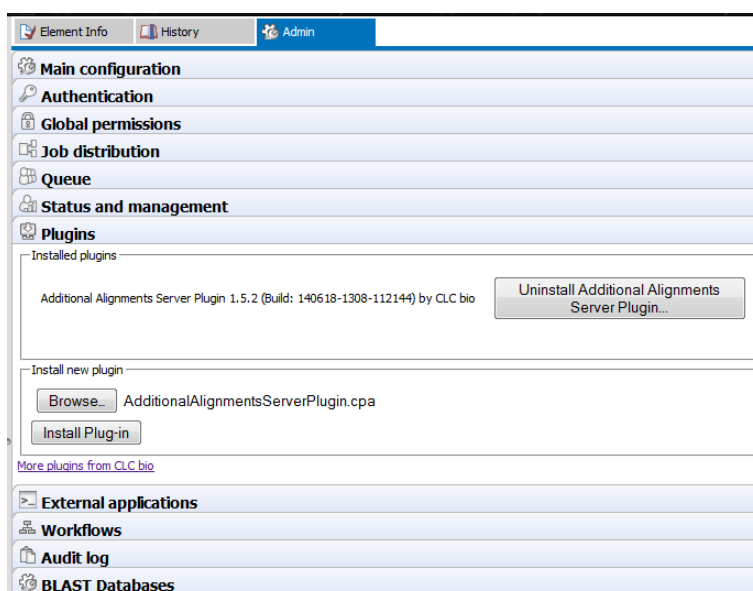 Element Info History Admin
Main configuration
Authentication
Global permissions
Job distribution
Queue
Status and management
Plugins
Installed plugins
Additional Alignments Server Plugin 1.5.2 (Build: 140618-1308-112144) by CLC bio
Uninstall Additional Alignments
Server Plugin...
Install new plugin
Browse... AdditionalAlignmentsServerPlugin.cpa
Install Plug-in
More plugins from CLC bio
External applications
Workflows
Audit log
BLAST Databases